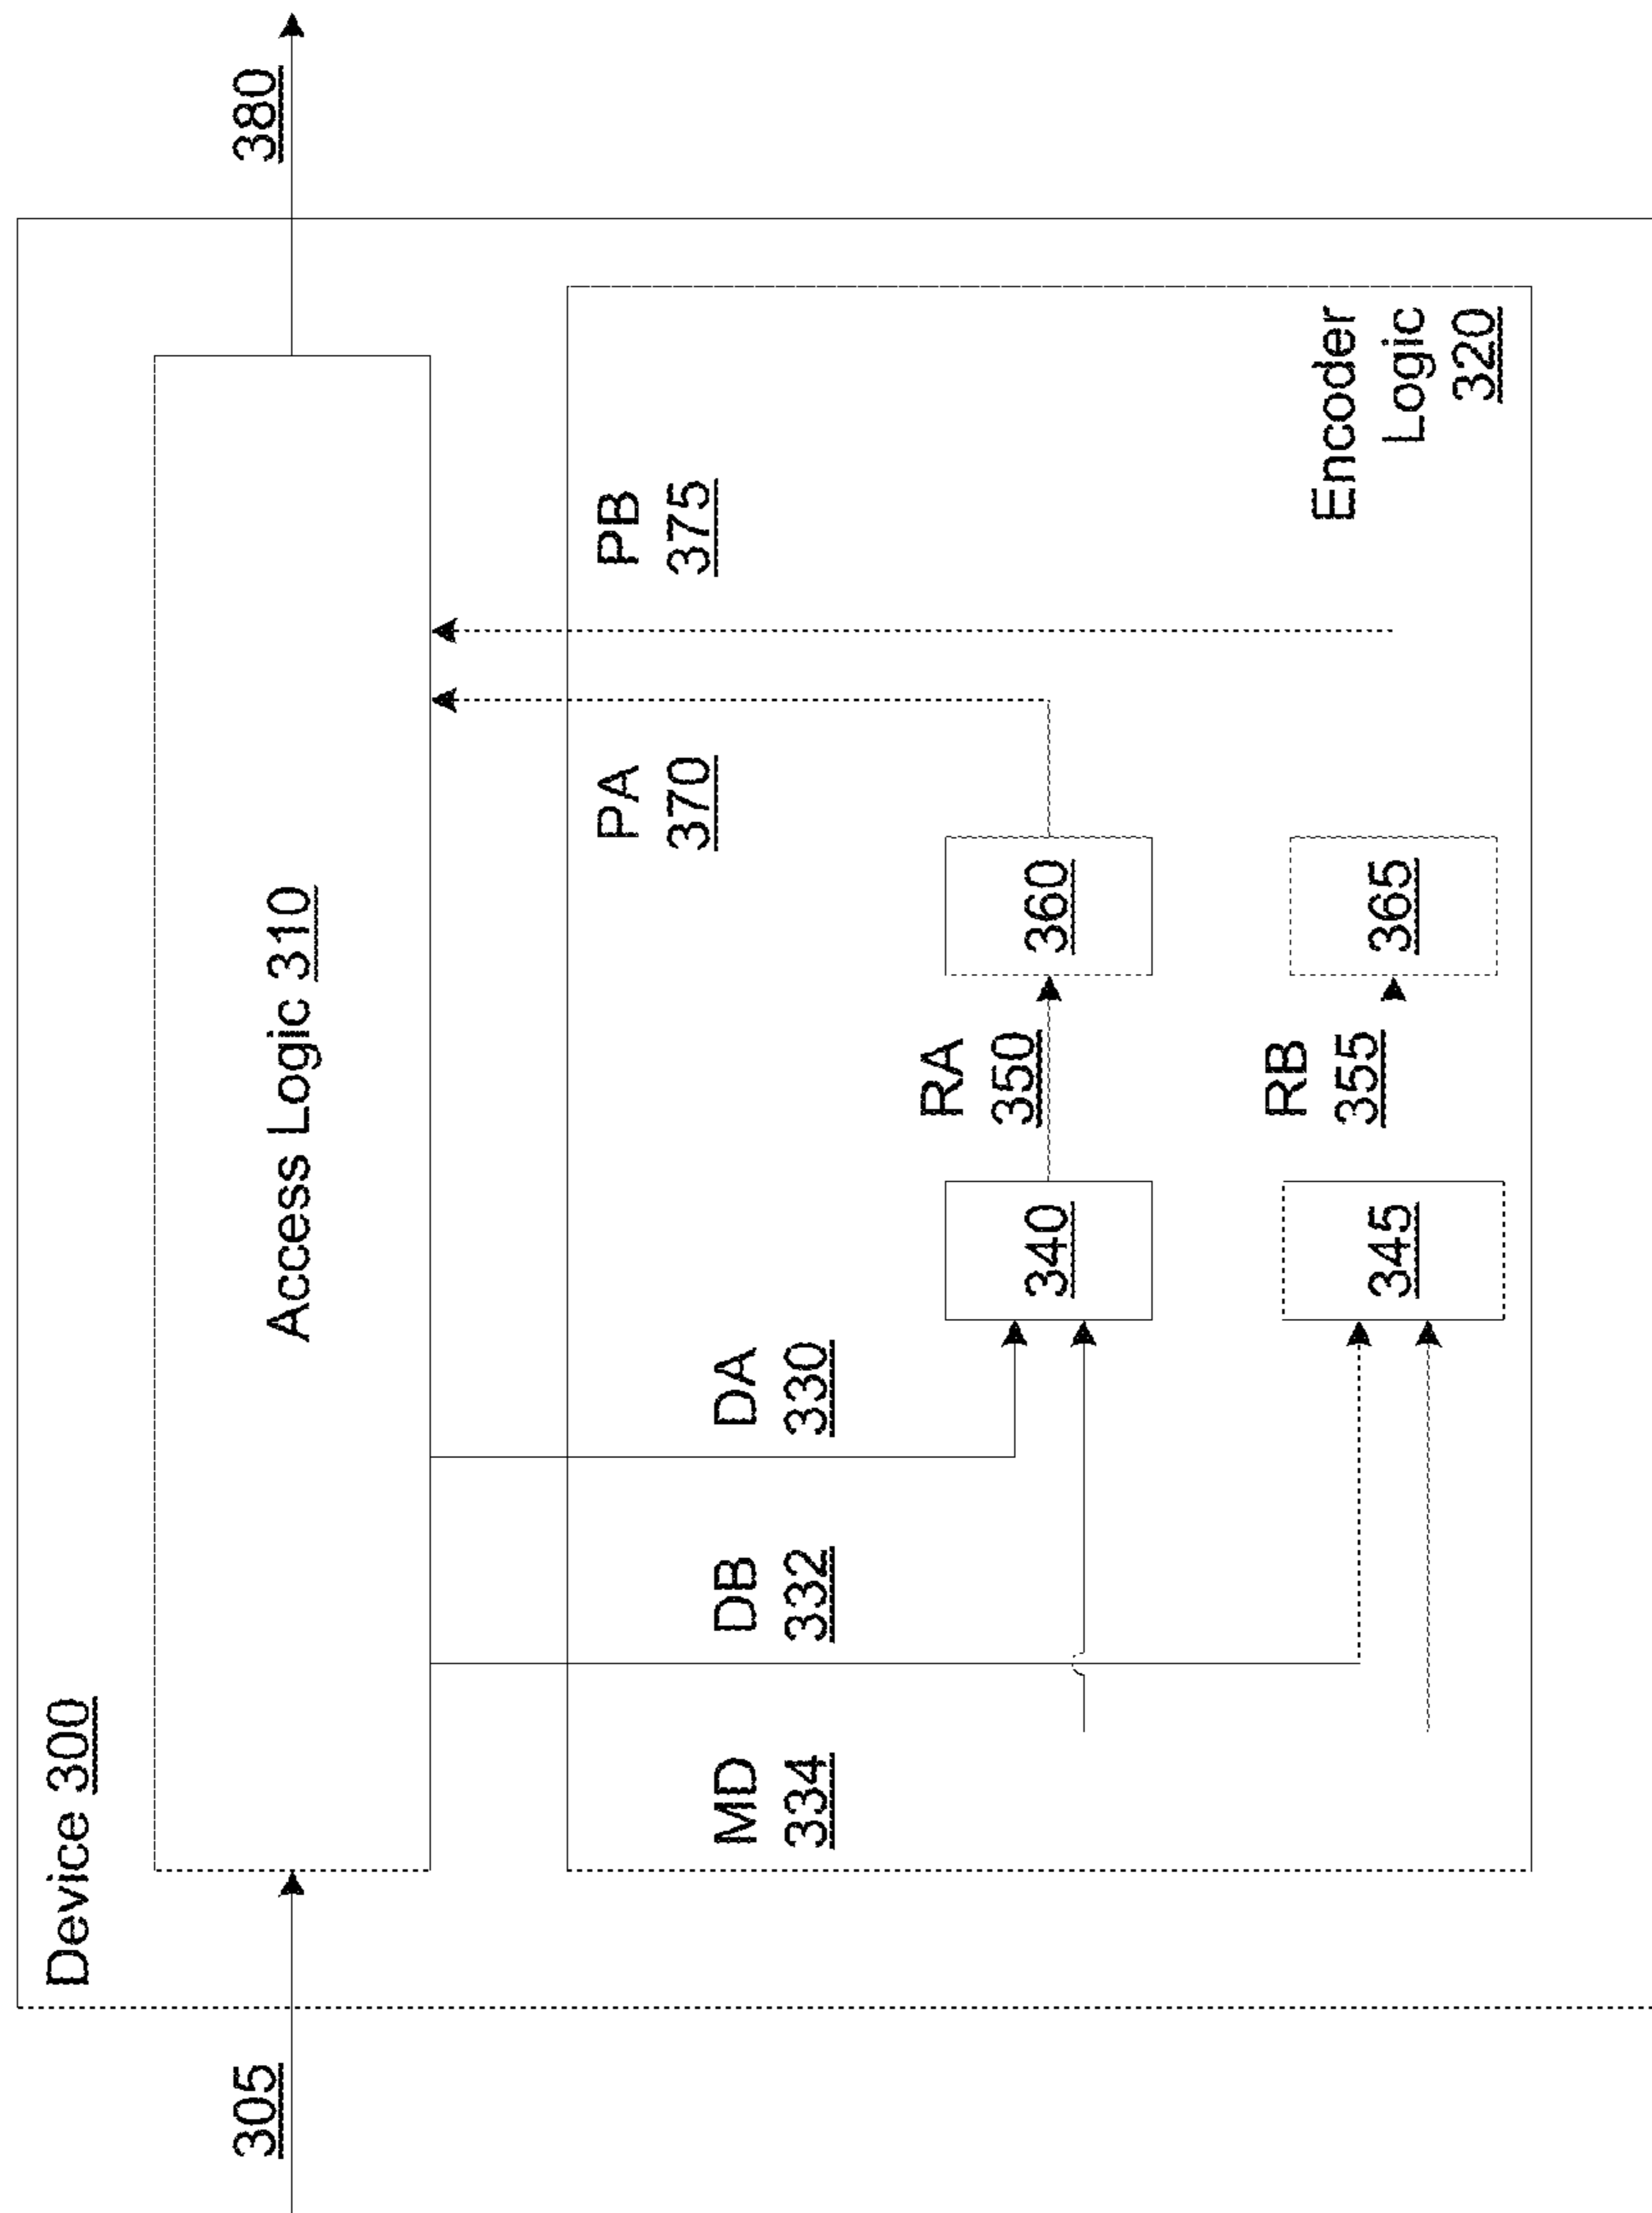 Device 300
305
Access Logic 310
380
MD
334
DB
332
DA
330
PA
370
PB
375
340
RA
350
360
345
RB
355
365
Encoder
Logic
320